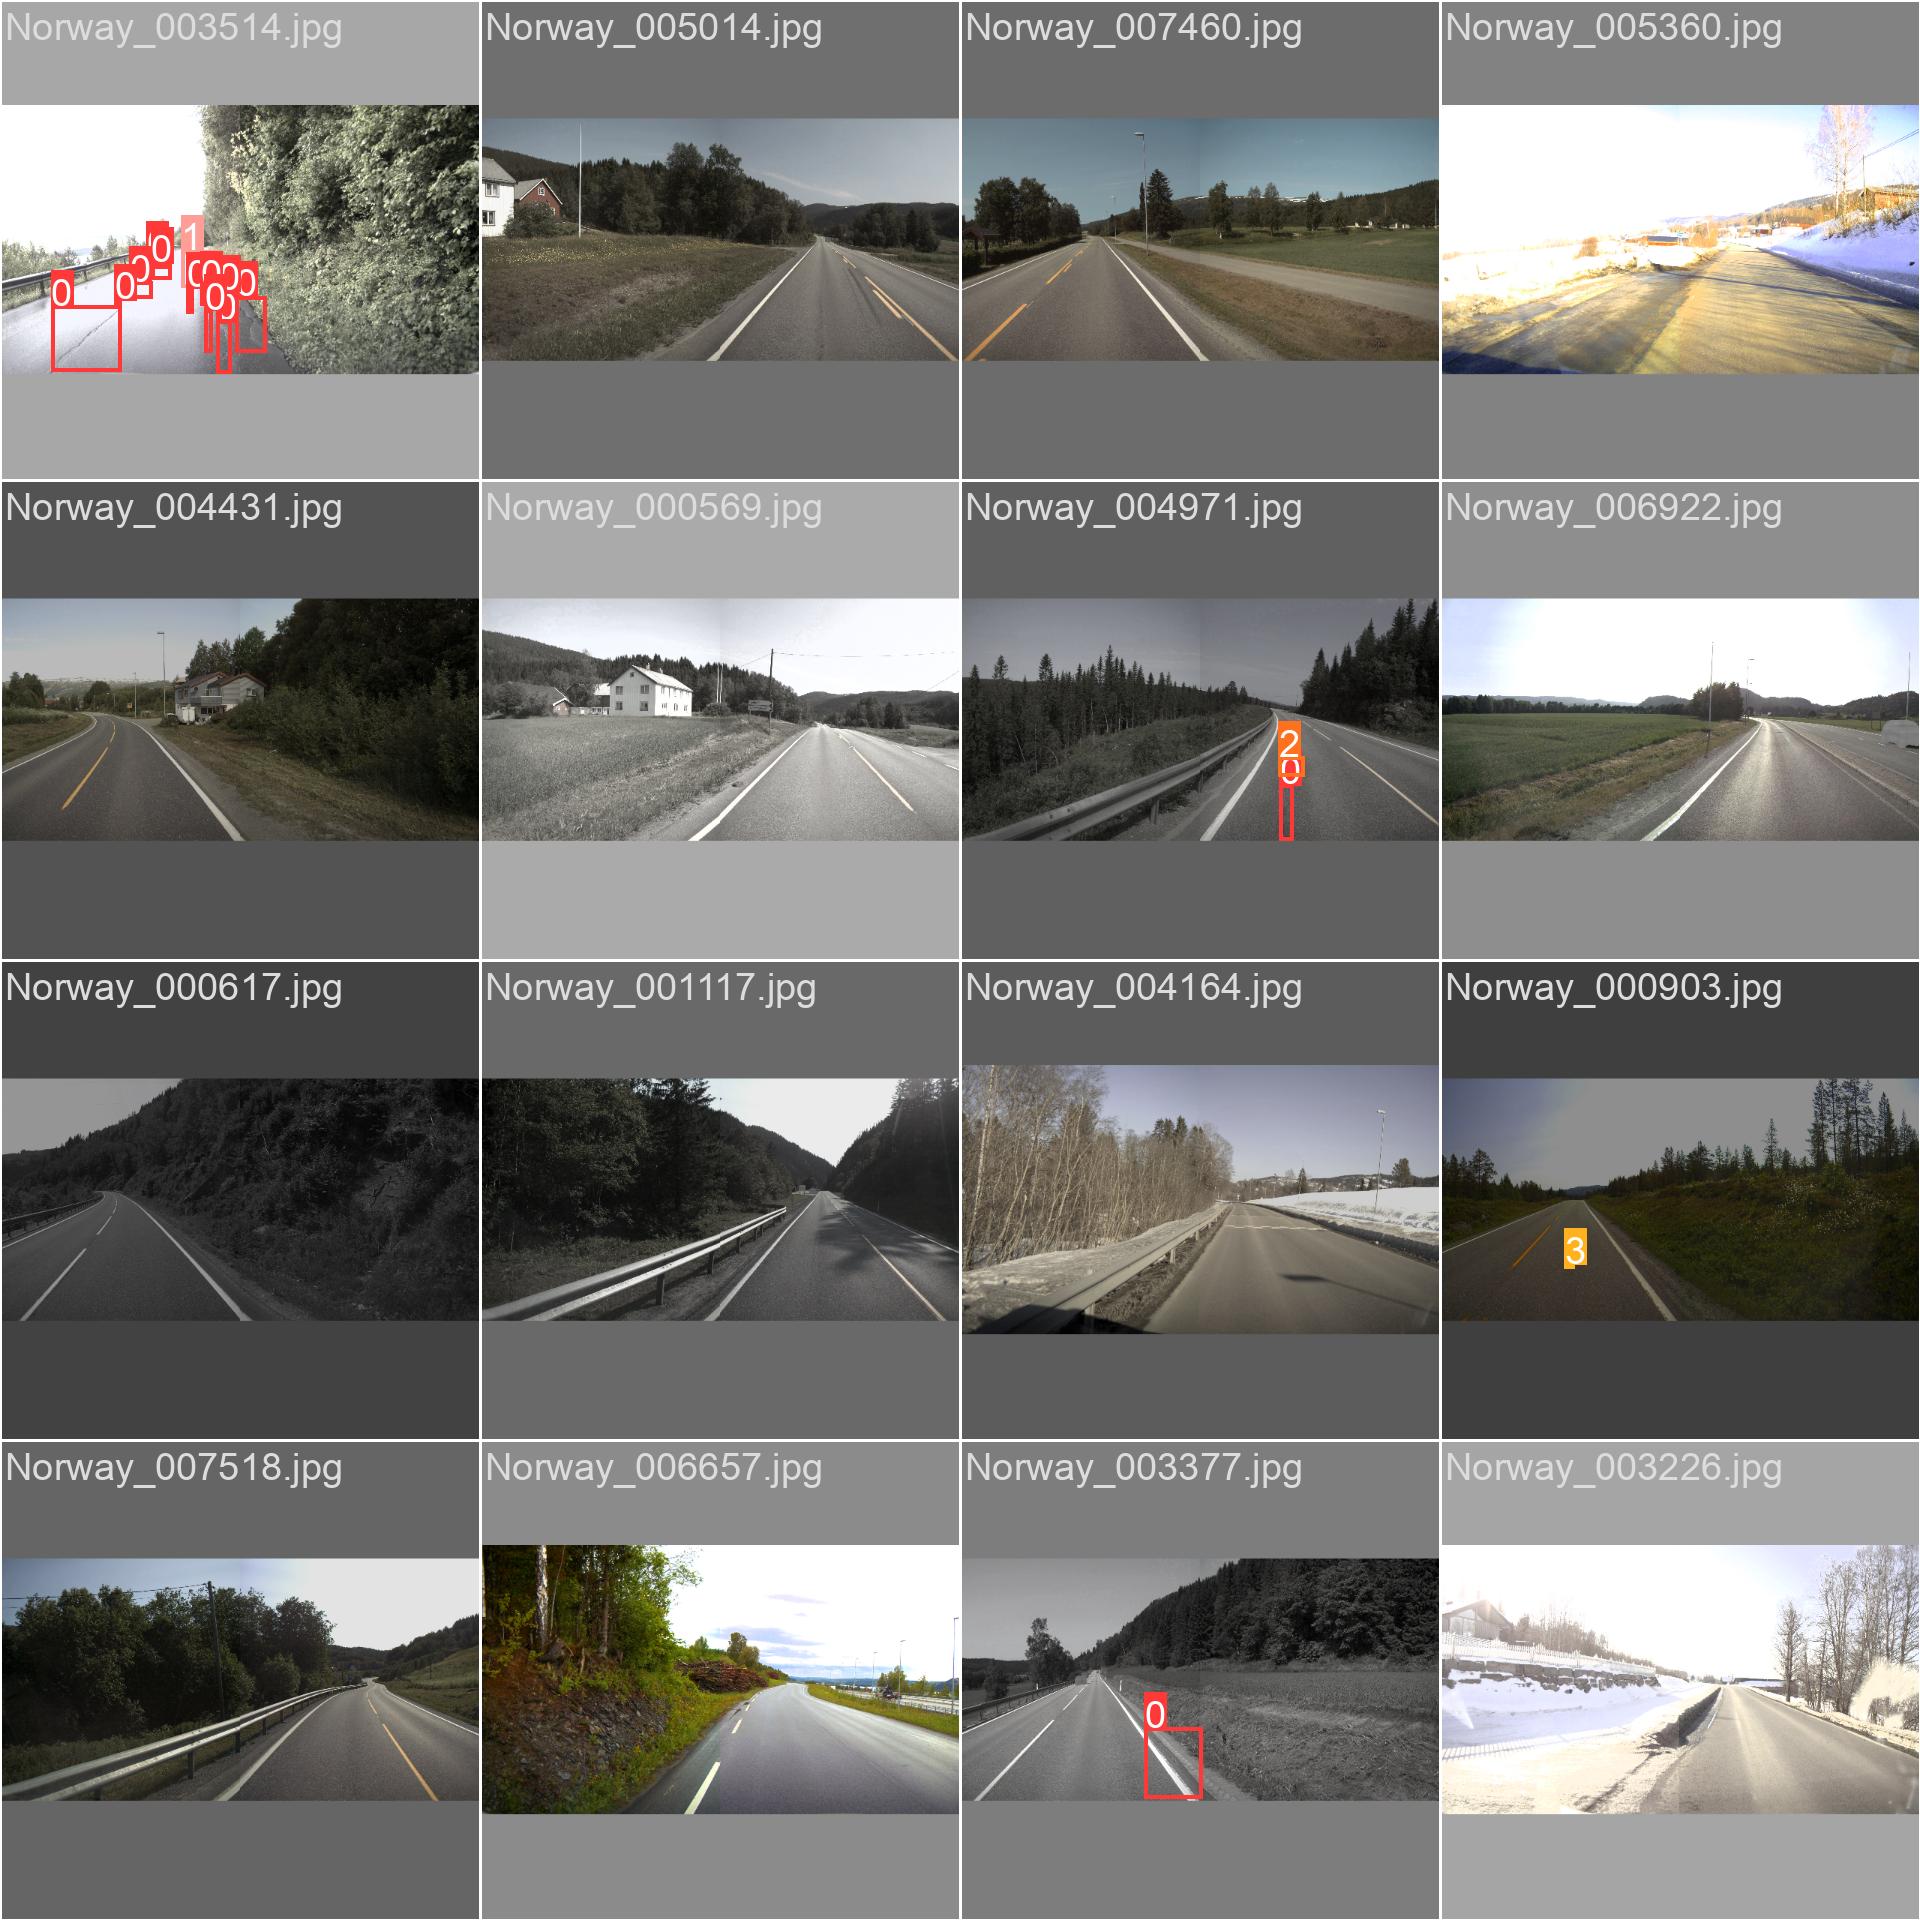 Norway_003514.jpg
Norway_005014.jpg
Norway_007460.jpg
Norway_005360.jpg
0
0
0
0
1
0
0
0
0
0
0
Norway_004431.jpg
Norway_000569.jpg
Norway_004971.jpg
Norway_006922.jpg
2
0
Norway_000617.jpg
Norway_001117.jpg
Norway_004164.jpg
Norway_000903.jpg
3
Norway_007518.jpg
Norway_006657.jpg
Norway_003377.jpg
Norway_003226.jpg
0